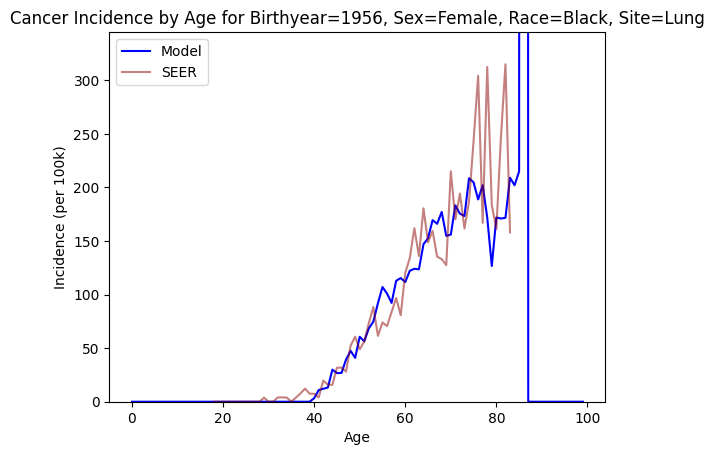 Cancer Incidence by Age for Birthyear=1956, Sex=Female, Race=Black, Site=Lung
Model
SEER
Incidence (per 100k)
300
250
200
150
100
50
0
0 20 40 60 80 100
Age